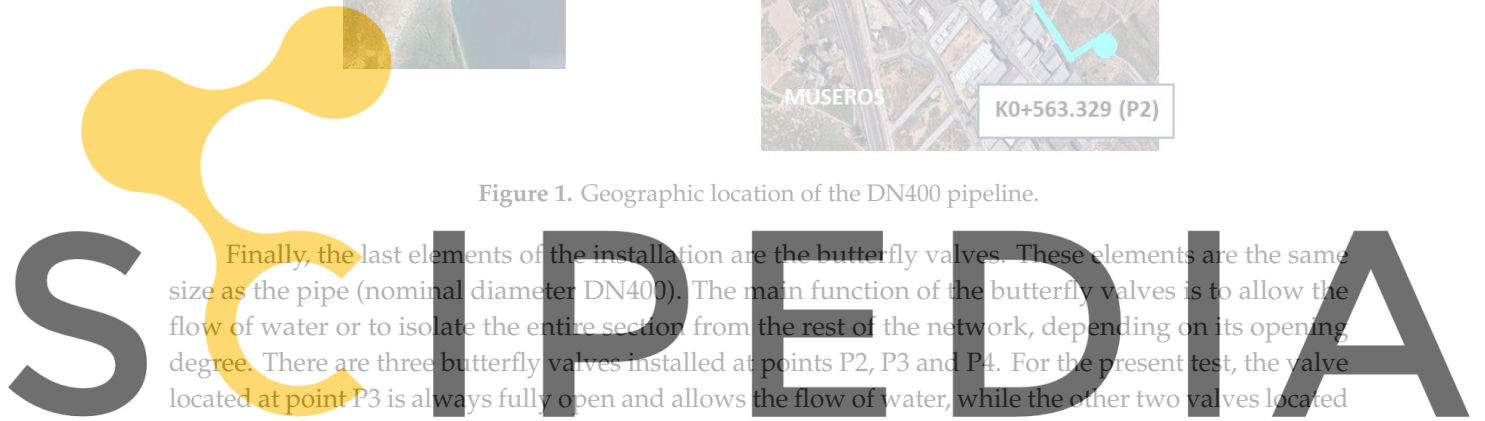 MUSEROS
K0+563.329 (P2)
Figure 1. Geographic location of the DN400 pipeline.
SCIPEDIA
Finally, the last elements of the installation are the butterfly valves. These elements are the same
size as the pipe (nominal diameter DN400). The main function of the butterfly valves is to allow the
flow of water or to isolate the entire section from the rest of the network, depending on its opening
degree. There are three butterfly valves installed at points P2, P3 and P4. For the present test, the valve
located at point P3 is always fully open and allows the flow of water, while the other two valves located